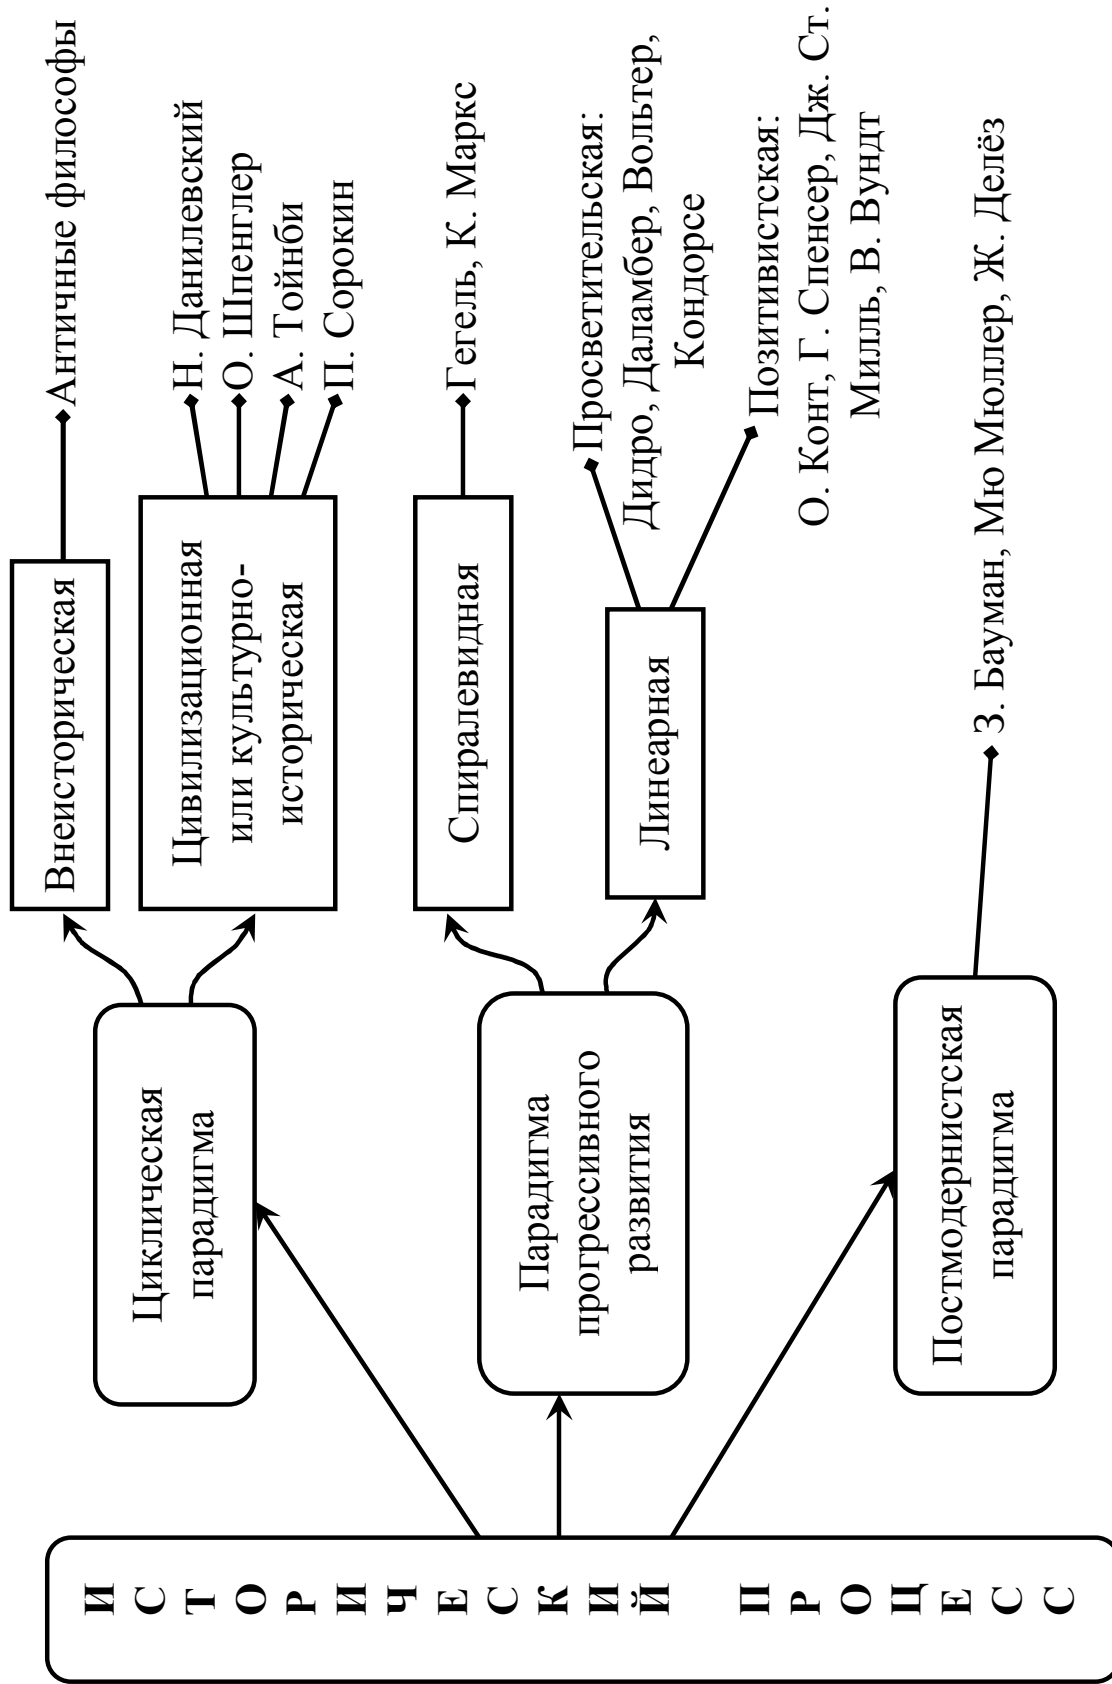 ИСТОРИЧЕСКИЙ ПРОЦЕСС
Циклическая
парадигма
Внеисторическая
Античные философы
Цивилизационная
или культурно-
историческая
Н. Данилевский
О. Шпенглер
А. Тойнби
П. Сорокин
Парадигма
прогрессивного
развития
Спиралевидная
Гегель, К. Маркс
Линеарная
Просветительская:
Дидро, Даламбер, Вольтер,
Кондорсе
Позитивистская:
О. Конт, Г. Спенсер, Дж. Ст.
Милль, В. Вундт
Постмодернистская
парадигма
З. Бауман, Мю Мюллер, Ж. Делёз